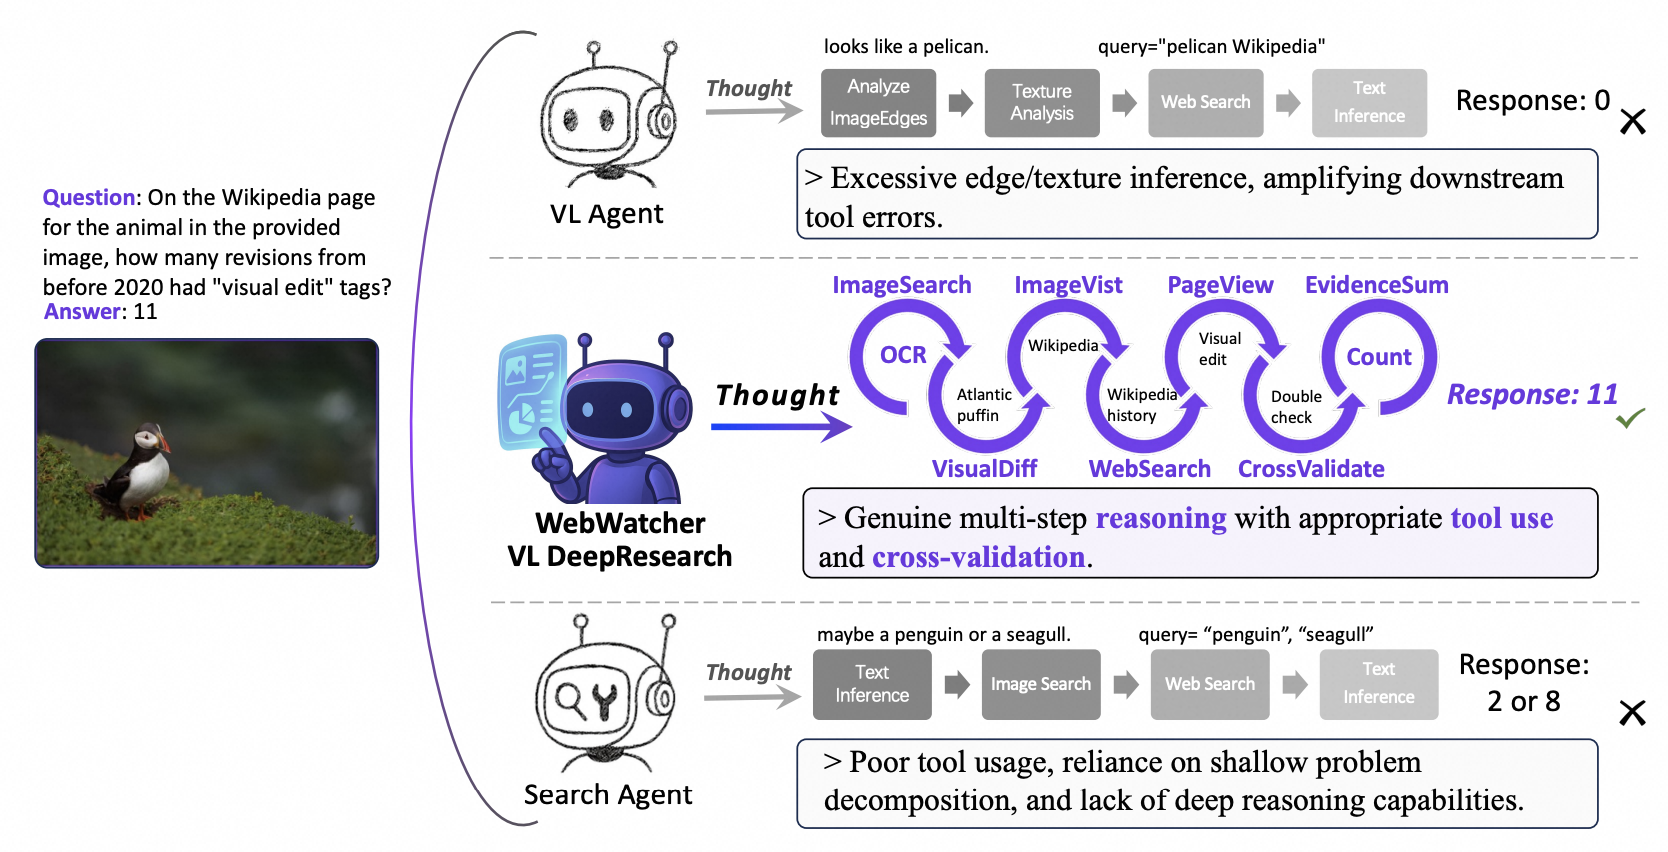 Question: On the Wikipedia page
for the animal in the provided
image, how many revisions from
before 2020 had "visual edit" tags?
Answer: 11
looks like a pelican.
query="pelican Wikipedia"
Thought
Analyze
ImageEdges
Texture
Analysis
Web Search
Text
Inference
Response: 0
VL Agent
> Excessive edge/texture inference, amplifying downstream
tool errors.
ImageSearch
ImageVist
PageView
EvidenceSum
Thought
OCR
Atlantic
puffin
Wikipedia
Wikipedia
history
Visual
edit
Double
check
Count
Response: 11
VisualDiff
WebSearch
CrossValidate
WebWatcher
VL DeepResearch
> Genuine multi-step reasoning with appropriate tool use
and cross-validation.
maybe a penguin or a seagull.
query= “penguin”, “seagull”
Thought
Text
Inference
Image Search
Web Search
Text
Inference
Response:
2 or 8
Search Agent
> Poor tool usage, reliance on shallow problem
decomposition, and lack of deep reasoning capabilities.